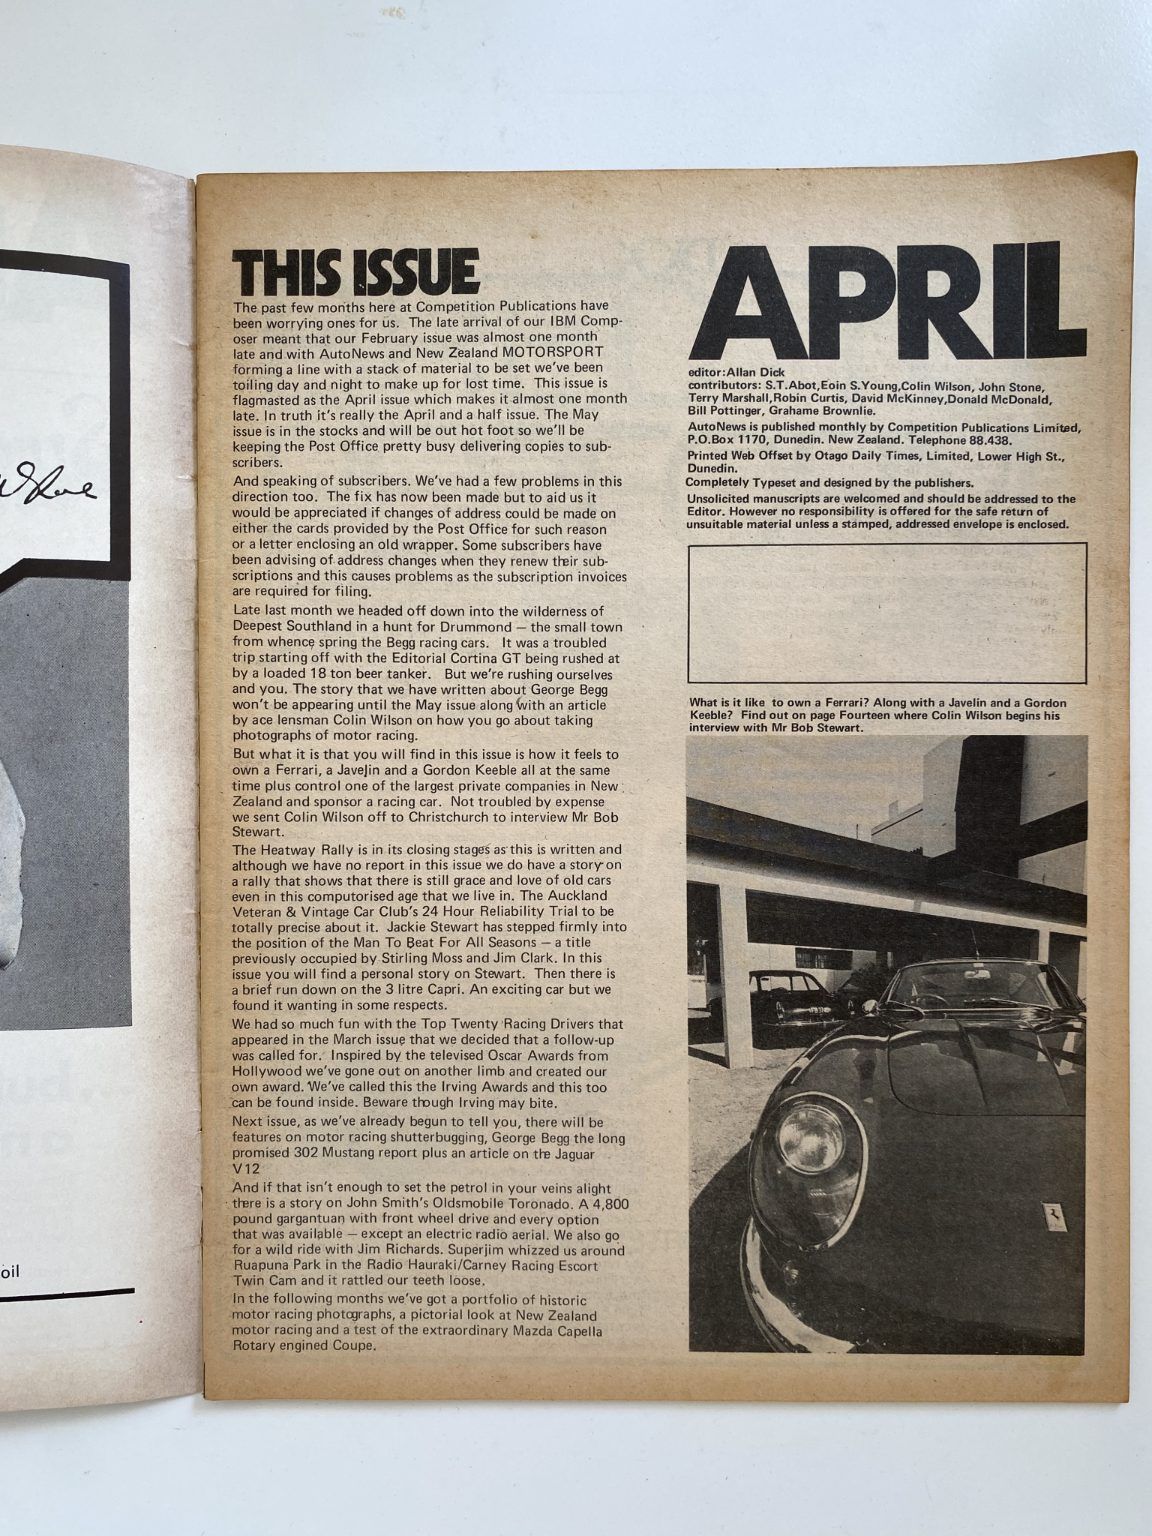 oil
THIS ISSUE
The past few months here at Competition Publications have
been worrying ones for us. The late arrival of our IBM Comp-
oser meant that our February issue was almost one month
late and with AutoNews and New Zealand MOTORSPORT
forming a line with a stack of material to be set we've been
toiling day and night to make up for lost time. This issue is
flagmasted as the April issue which makes it almost one month
late. In truth it's really the April and a half issue. The May
issue is in the stocks and will be out hot foot so we'll be
keeping the Post Office pretty busy delivering copies to sub-
scribers.
And speaking of subscribers. We've had a few problems in this
direction too. The fix has now been made but to aid us it
would be appreciated if changes of address could be made on
either the cards provided by the Post Office for such reason
or a letter enclosing an old wrapper. Some subscribers have
been advising of address changes when they renew their sub-
scriptions and this causes problems as the subscription invoices
are required for filing.
Late last month we headed off down into the wilderness of
Deepest Southland in a hunt for Drummond — the small town
from whence spring the Begg racing cars. It was a troubled
trip starting off with the Editorial Cortina GT being rushed at
by a loaded 18 ton beer tanker. But we're rushing ourselves
and you. The story that we have written about George Begg
won't be appearing until the May issue along with an article
by ace lensman Colin Wilson on how you go about taking
photographs of motor racing.
But what it is that you will find in this issue is how it feels to
own a Ferrari, a Javelin and a Gordon Keeble all at the same
time plus control one of the largest private companies in New
Zealand and sponsor a racing car. Not troubled by expense
we sent Colin Wilson off to Christchurch to interview Mr Bob
Stewart.
The Heatway Rally is in its closing stages as this is written and
although we have no report in this issue we do have a story on
a rally that shows that there is still grace and love of old cars
even in this computorised age that we live in. The Auckland
Veteran & Vintage Car Club's 24 Hour Reliability Trial to be
totally precise about it. Jackie Stewart has stepped firmly into
the position of the Man To Beat For All Seasons — a title
previously occupied by Stirling Moss and Jim Clark. In this
issue you will find a personal story on Stewart. Then there is
a brief run down on the 3 litre Capri. An exciting car but we
found it wanting in some respects.
We had so much fun with the Top Twenty Racing Drivers that
appeared in the March issue that we decided that a follow-up
was called for. Inspired by the televised Oscar Awards from
Hollywood we've gone out on another limb and created our
own award. We've called this the Irving Awards and this too
can be found inside. Beware though Irving may bite.
Next issue, as we've already begun to tell you, there will be
features on motor racing shutterbugging, George Begg the long
promised 302 Mustang report plus an article on the Jaguar
V12
And if that isn't enough to set the petrol in your veins alight
there is a story on John Smith's Oldsmobile Toronado. A 4,800
pound gargantuan with front wheel drive and every option
that was available — except an electric radio aerial. We also go
for a wild ride with Jim Richards. Superjim whizzed us around
Ruapuna Park in the Radio Hauraki/Carney Racing Escort
Twin Cam and it rattled our teeth loose.
In the following months we've got a portfolio of historic
motor racing photographs, a pictorial look at New Zealand
motor racing and a test of the extraordinary Mazda Capella
Rotary engined Coupe.
APRIL
editor:Allan Dick
contributors: S.T.Abot,Eoin S.Young,Colin Wilson, John Stone,
Terry Marshall,Robin Curtis, David McKinney,Donald McDonald,
Bill Pottinger, Grahame Brownlie.
AutoNews is published monthly by Competition Publications Limited,
P.O.Box 1170, Dunedin. New Zealand. Telephone 88.438.
Printed Web Offset by Otago Daily Times, Limited, Lower High St.,
Dunedin.
Completely Typeset and designed by the publishers.
Unsolicited manuscripts are welcomed and should be addressed to the
Editor. However no responsibility is offered for the safe return of
unsuitable material unless a stamped, addressed envelope is enclosed.
What is it like to own a Ferrari? Along with a Javelin and a Gordon
Keeble? Find out on page Fourteen where Colin Wilson begins his
interview with Mr Bob Stewart.